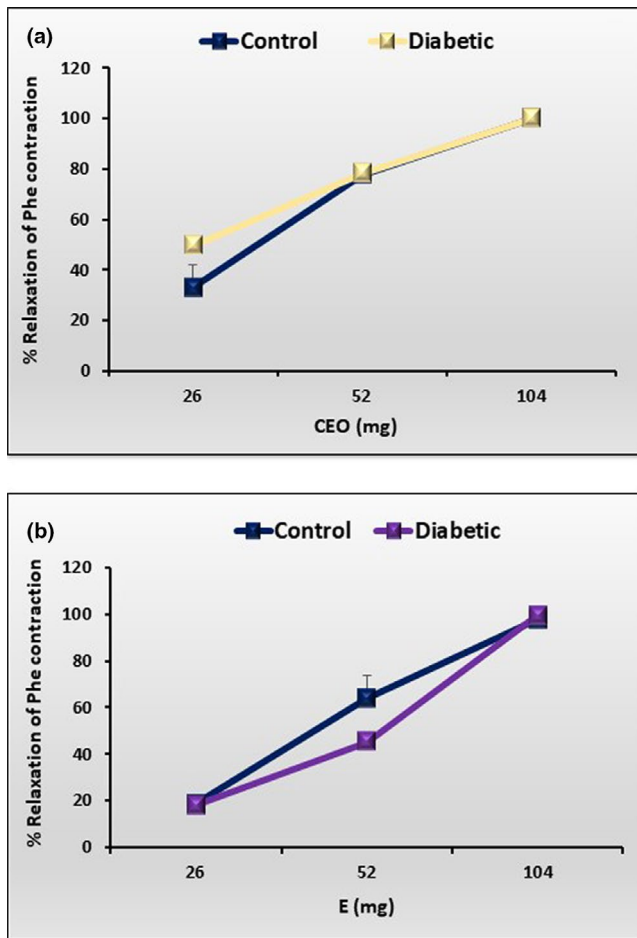 (a)
Control Diabetic
% Relaxation of Phe contraction
120
100
80
60
40
20
0
26 52 104
CEO (mg)
(b)
Control Diabetic
% Relaxation of Phe contraction
120
100
80
60
40
20
0
26 52 104
E (mg)